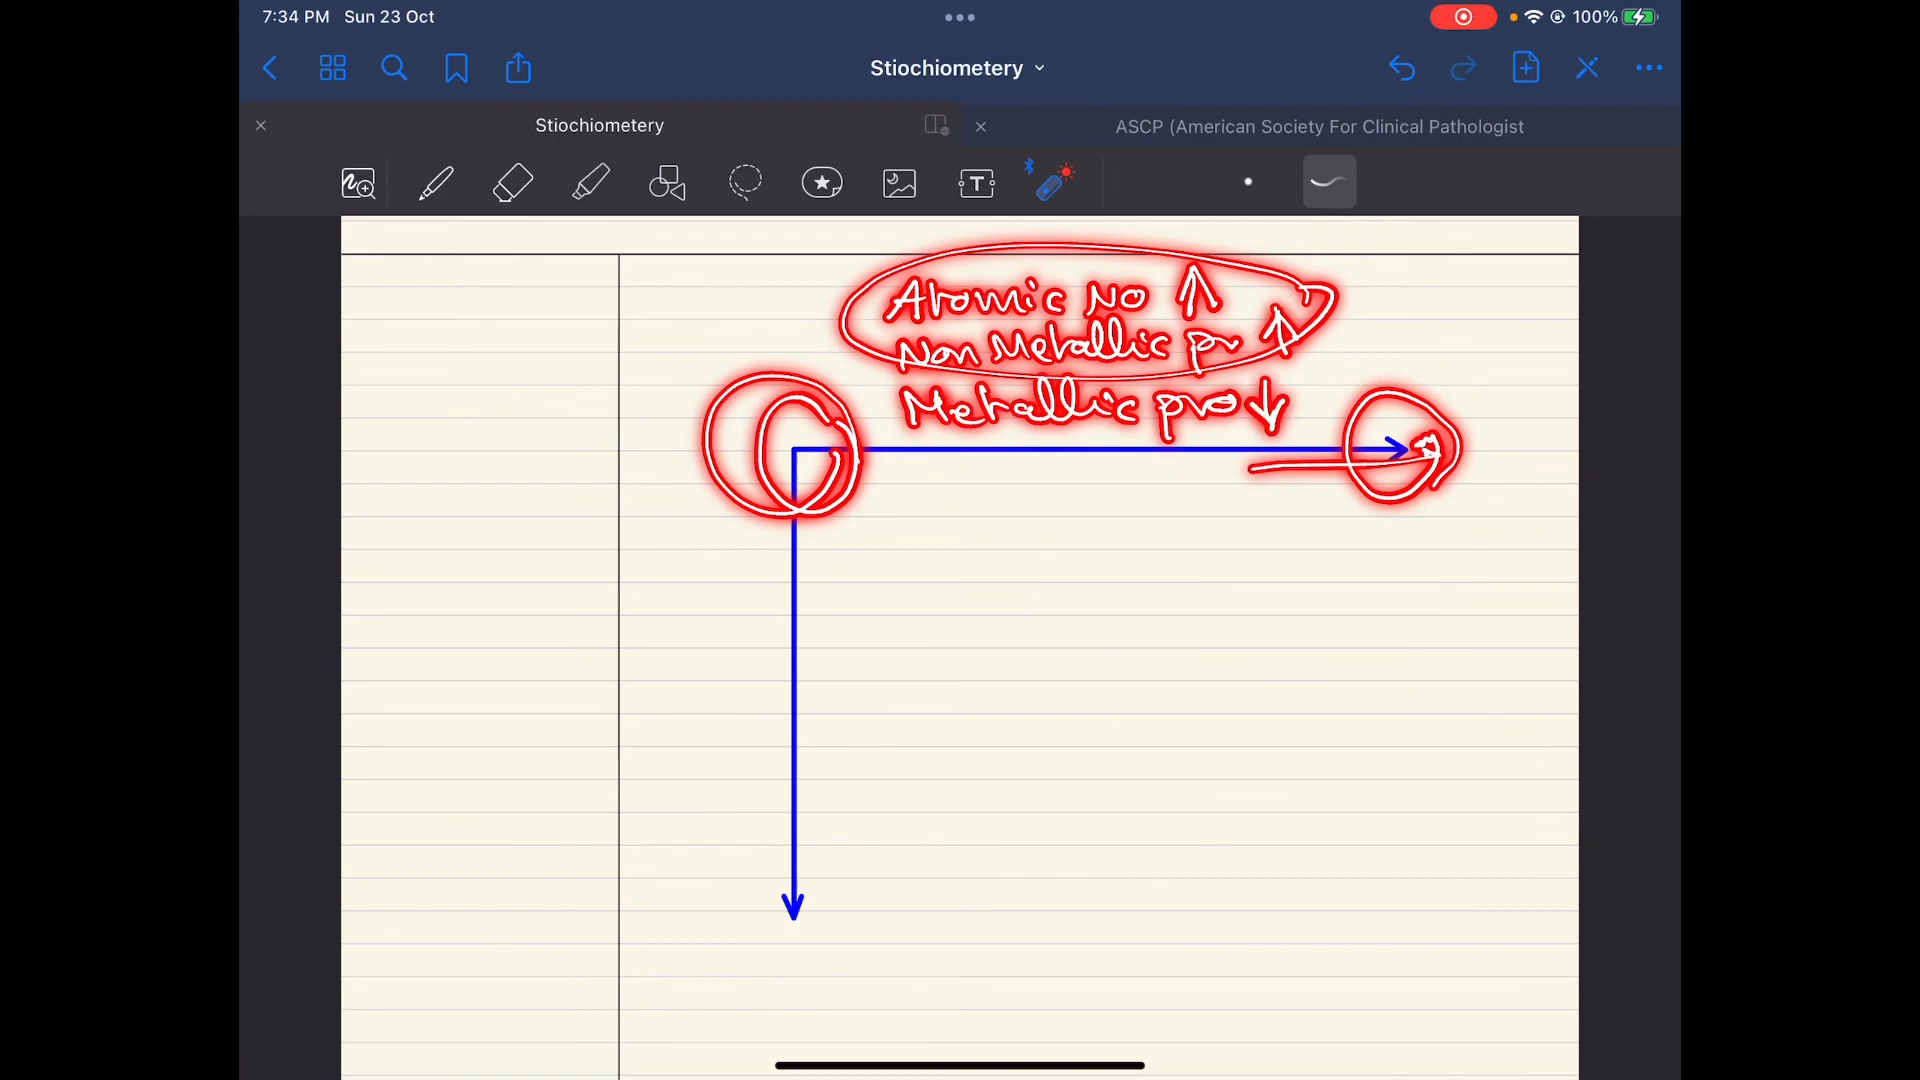 7:34 PM Sun 23 Oct
100%
Stiochiometery
Stiochiometery
ASCP (American Society For Clinical Pathologist
T
Atomic No ↑
Non Metallic pr ↑
Metallic pro ↓